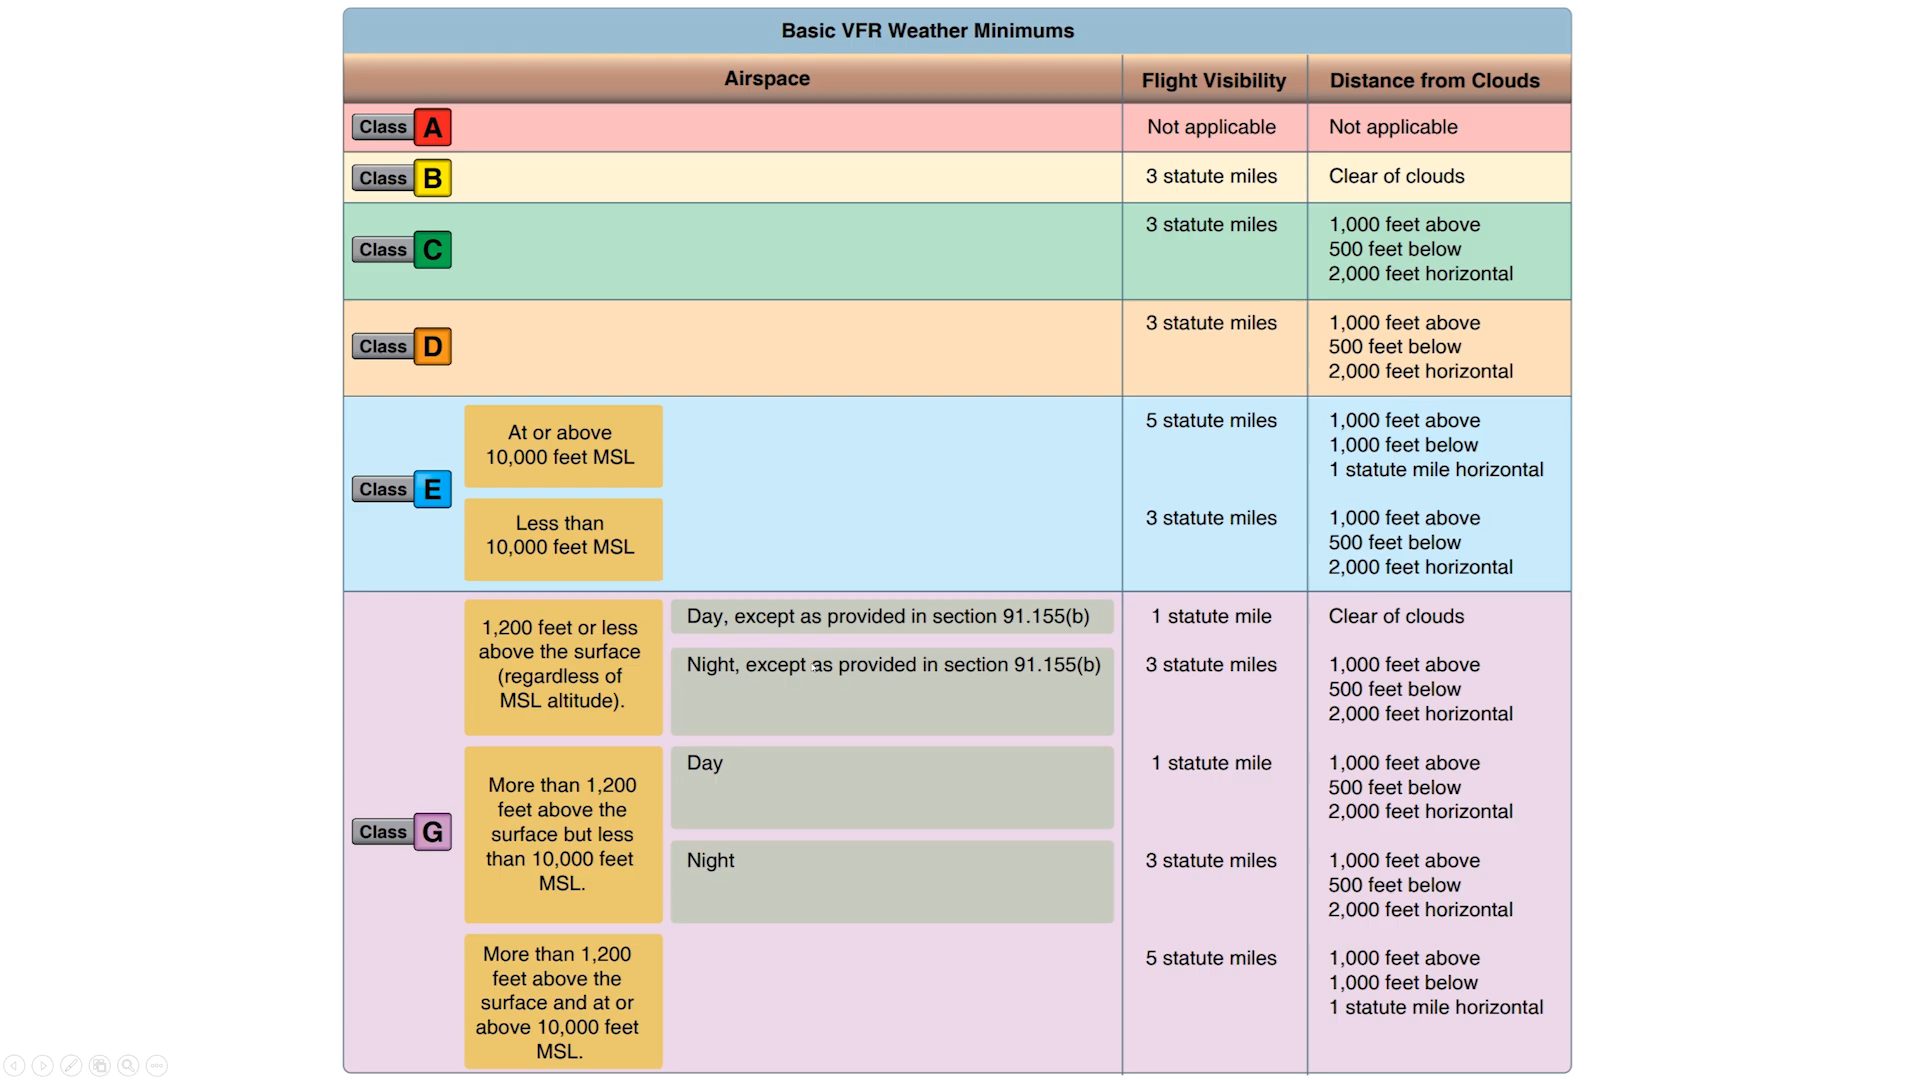 Basic VFR Weather Minimums
Airspace
Flight Visibility
Distance from Clouds
Class A
Not applicable
Not applicable
Class B
3 statute miles
Clear of clouds
Class C
3 statute miles
1,000 feet above
500 feet below
2,000 feet horizontal
Class D
3 statute miles
1,000 feet above
500 feet below
2,000 feet horizontal
Class E
At or above
10,000 feet MSL
5 statute miles
1,000 feet above
1,000 feet below
1 statute mile horizontal
Less than
10,000 feet MSL
3 statute miles
1,000 feet above
500 feet below
2,000 feet horizontal
Class G
1,200 feet or less
above the surface
(regardless of
MSL altitude).
Day, except as provided in section 91.155(b)
1 statute mile
Clear of clouds
Night, except as provided in section 91.155(b)
3 statute miles
1,000 feet above
500 feet below
2,000 feet horizontal
More than 1,200
feet above the
surface but less
than 10,000 feet
MSL.
Day
1 statute mile
1,000 feet above
500 feet below
2,000 feet horizontal
Night
3 statute miles
1,000 feet above
500 feet below
2,000 feet horizontal
More than 1,200
feet above the
surface and at or
above 10,000 feet
MSL.
5 statute miles
1,000 feet above
1,000 feet below
1 statute mile horizontal